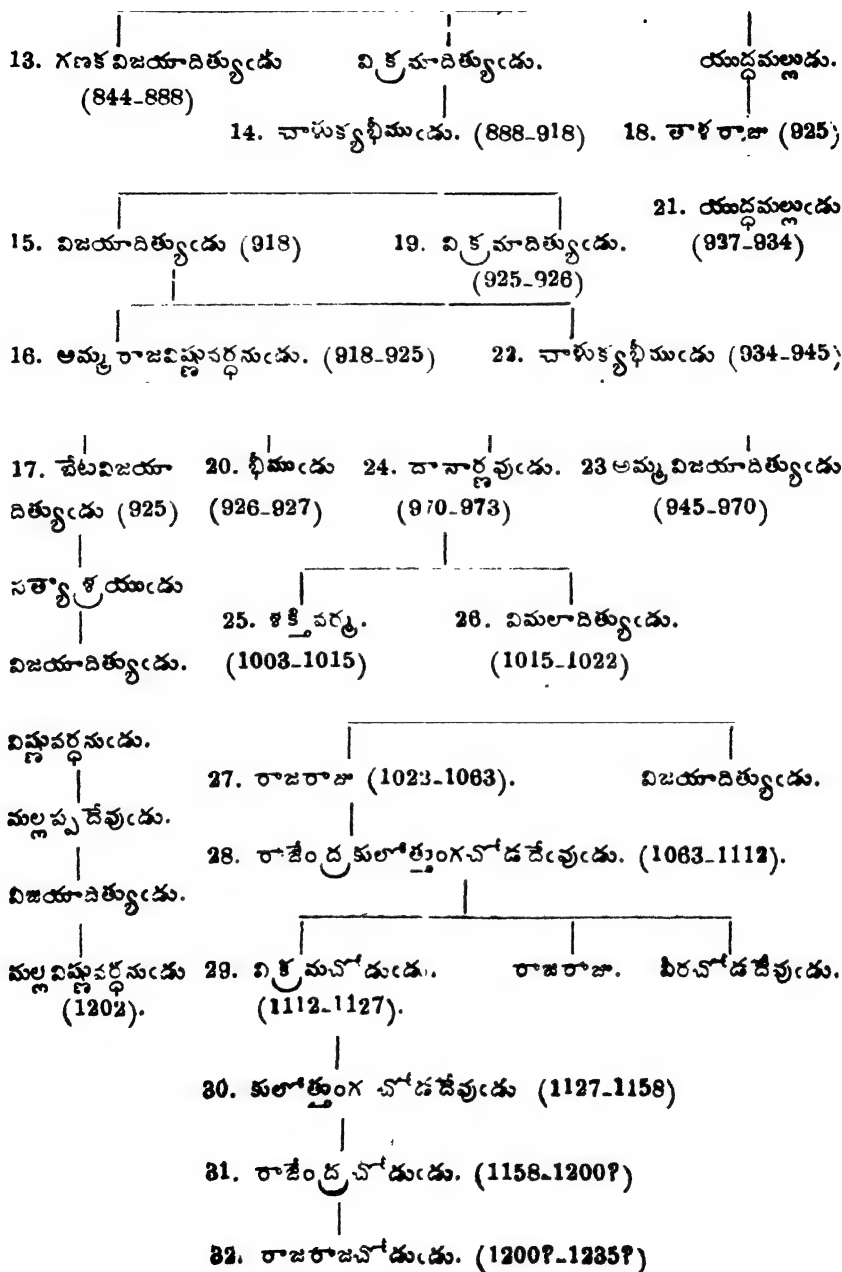 13. గణకవిజయాదిత్యుఁడు విక్రమాదిత్యుఁడు. యుద్ధమల్లుడు.
(844-888)
14. చాళుక్యభీముఁడు. (888-918) 18. తాళరాజు (925)
21. యుద్ధమల్లుఁడు
15. విజయాదిత్యుఁడు (918) 19. విక్రమాదిత్యుఁడు. (937-934)
(925-926)
16. అమ్మరాజవిష్ణువర్ధనుఁడు. (918-925) 22. చాళుక్యభీముఁడు (934-945)
17. బేటవిజయా 20. భీముఁడు 24. దానార్ణవుఁడు. 23 అమ్మవిజయాదిత్యుఁడు
దిత్యుఁడు (925) (926-927) (970-973) (945-970)
సత్యాశ్రయుఁడు
25. శక్తివర్మ. 26. విమలాదిత్యుఁడు.
విజయాదిత్యుఁడు. (1003-1015) (1015-1022)
విష్ణువర్ధనుఁడు.
27. రాజరాజు (1023-1063). విజయాదిత్యుఁడు.
మల్లప్పదేవుఁడు.
28. రాజేంద్రకులోత్తుంగచోడదేవుఁడు. (1063-1112).
విజయాదిత్యుఁడు.
మల్లవిష్ణువర్ధనుఁడు 29. విక్రమచోడుఁడు. రాజరాజు. వీరచోడదేవుఁడు.
(1202). (1112-1127).
30. కులోత్తుంగ చోడదేవుఁడు (1127-1158)
31. రాజేంద్రచోడుఁడు. (1158-1200?)
32. రాజరాజచోడుఁడు. (1200?-1235?)